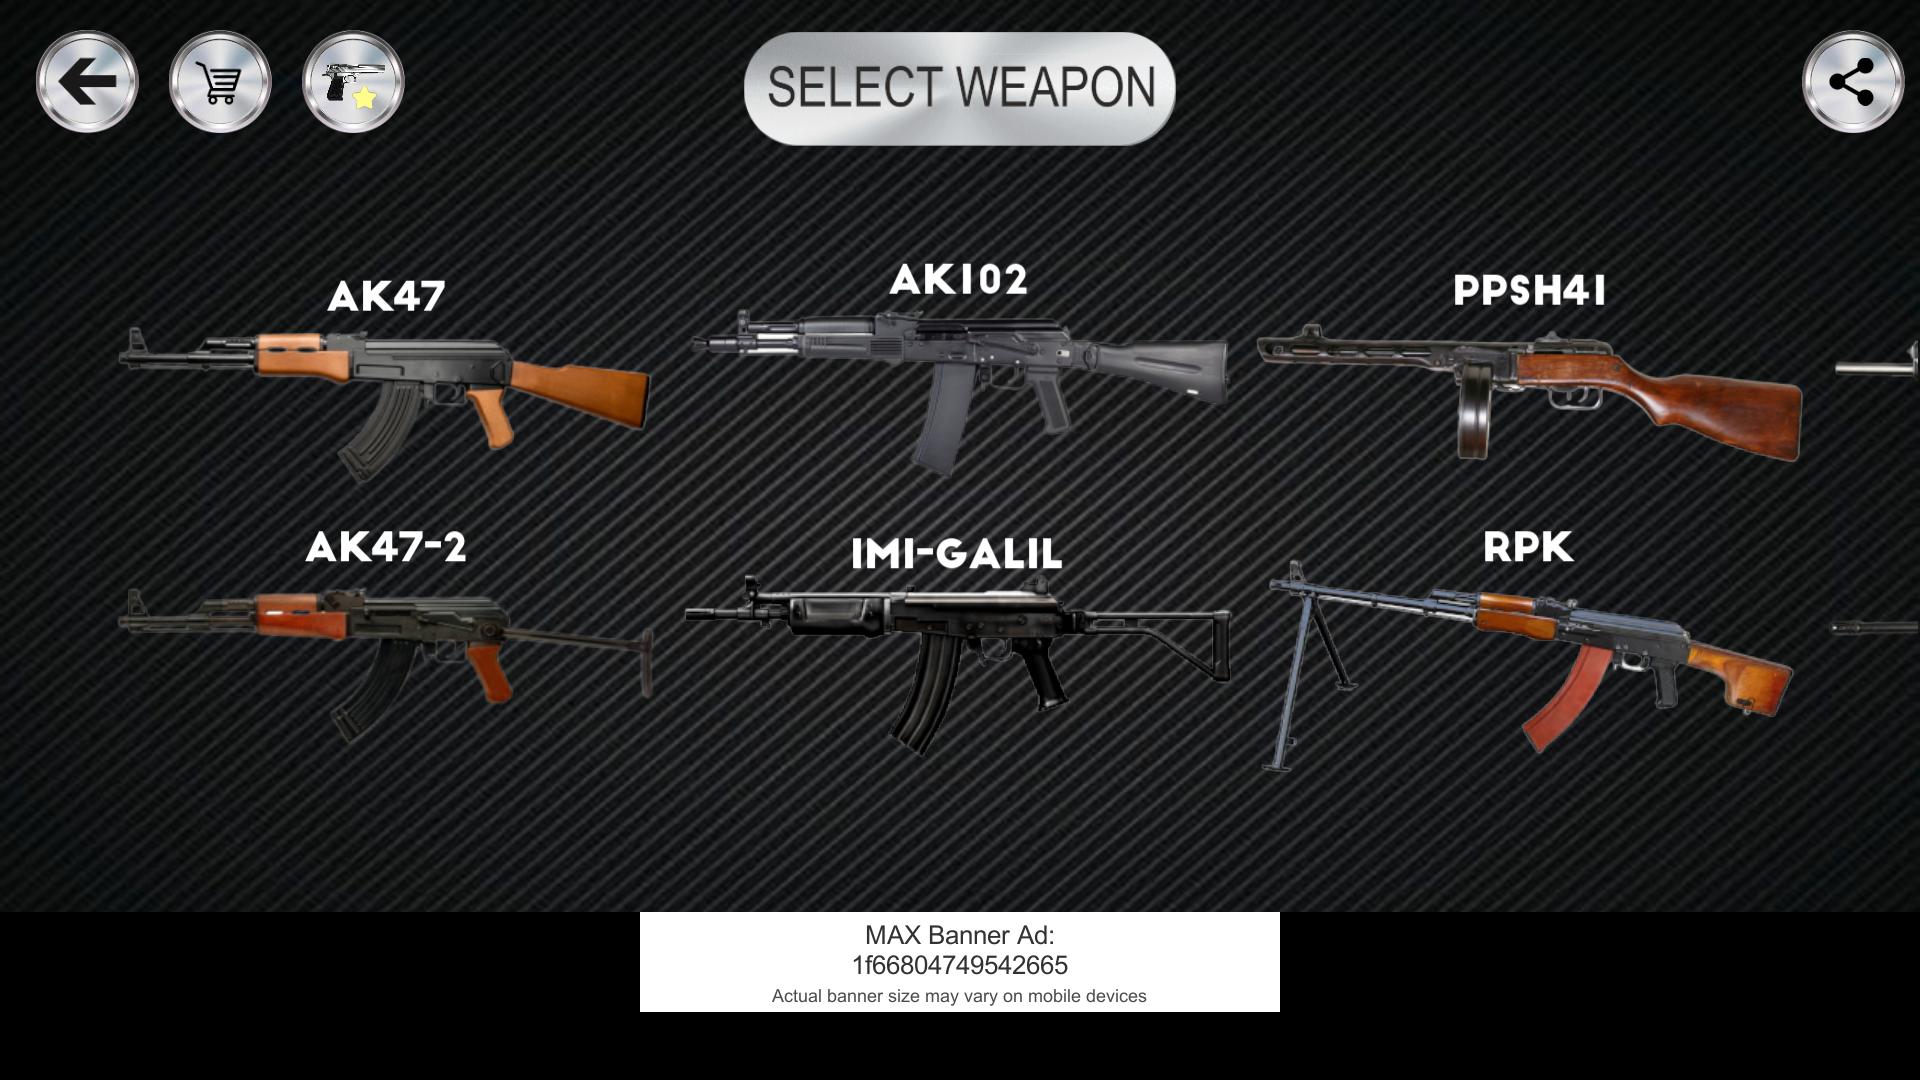 SELECT WEAPON
AK47
AK102
PPSH41
AK47-2
IMI-GALIL
RPK
MAX Banner Ad:
1f66804749542665
Actual banner size may vary on mobile devices